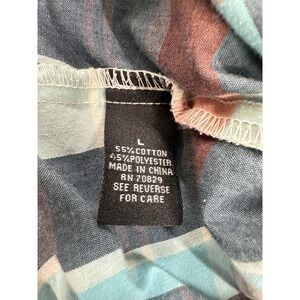 L
55% COTTON
45% POLYESTER
MADE IN CHINA
RN 70829
SEE REVERSE
FOR CARE